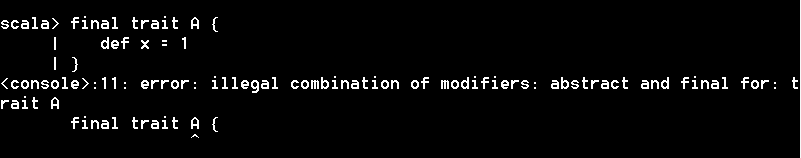 scala> final trait A {
     |    def x = 1
     | }
<console>:11: error: illegal combination of modifiers: abstract and final for: t
rait A
       final trait A {
                   ^